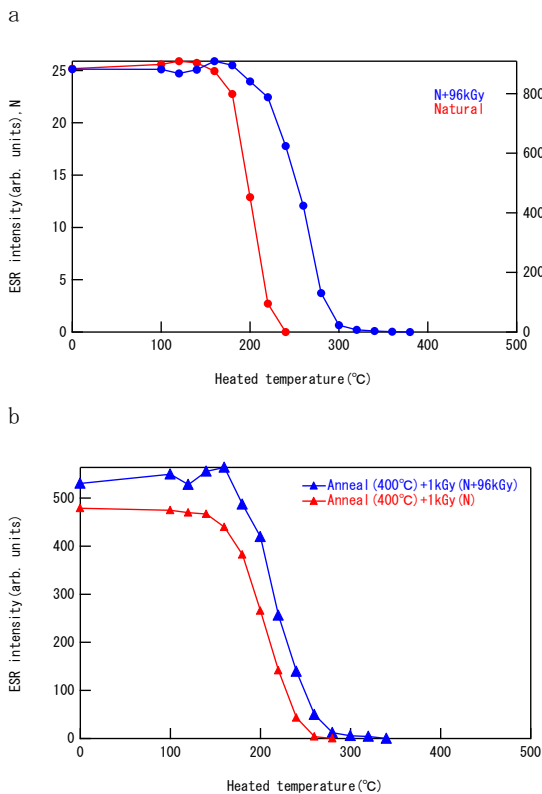 a
ESR intensity(arb. units),N
25
20
15
10
5
0
N+96kGy
Natural
800
600
400
200
0
0
100
200
300
400
500
Heated temperature(℃)
b
ESR intensity(arb. units)
500
400
300
200
100
0
Anneal(400℃)+1kGy(N+96kGy)
Anneal(400℃)+1kGy(N)
0
100
200
300
400
500
Heated temperature(℃)